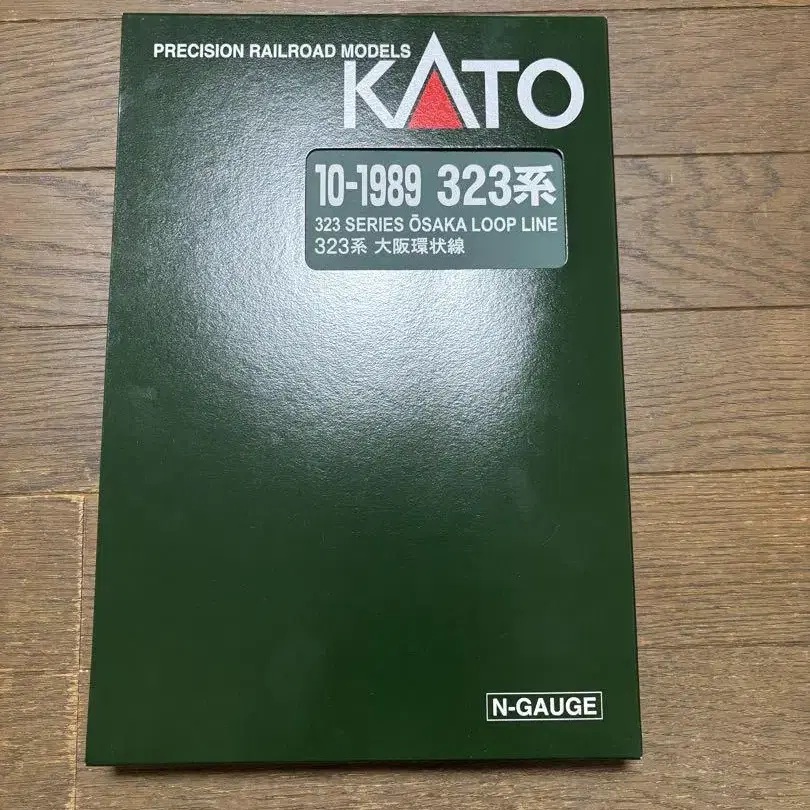 PRECISION RAILROAD MODELS
KATO
10-1989 323系
323 SERIES ŌSAKA LOOP LINE
323系 大阪環状線
N-GAUGE